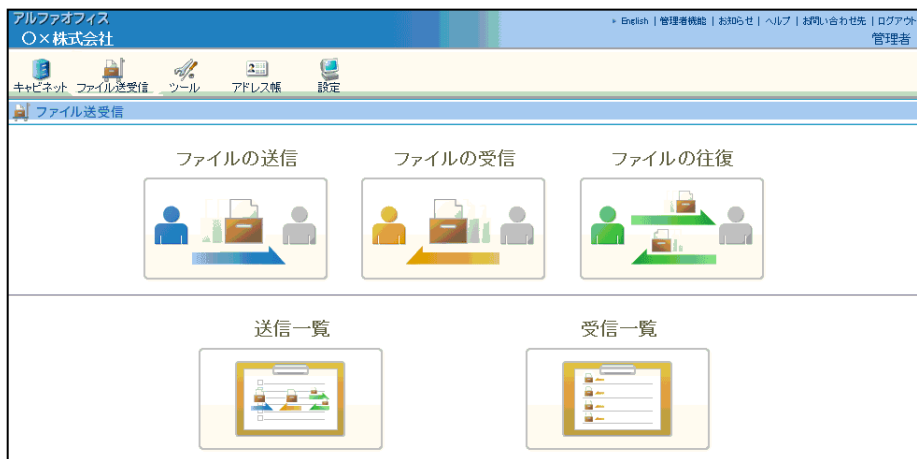 アルファオフィス
〇×株式会社
▸ English | 管理者機能 | お知らせ | ヘルプ | お問い合わせ先 | ログアウト
管理者
キャビネット ファイル送受信 ツール アドレス帳 設定
ファイル送受信
ファイルの送信 ファイルの受信 ファイルの往復
送信一覧 受信一覧